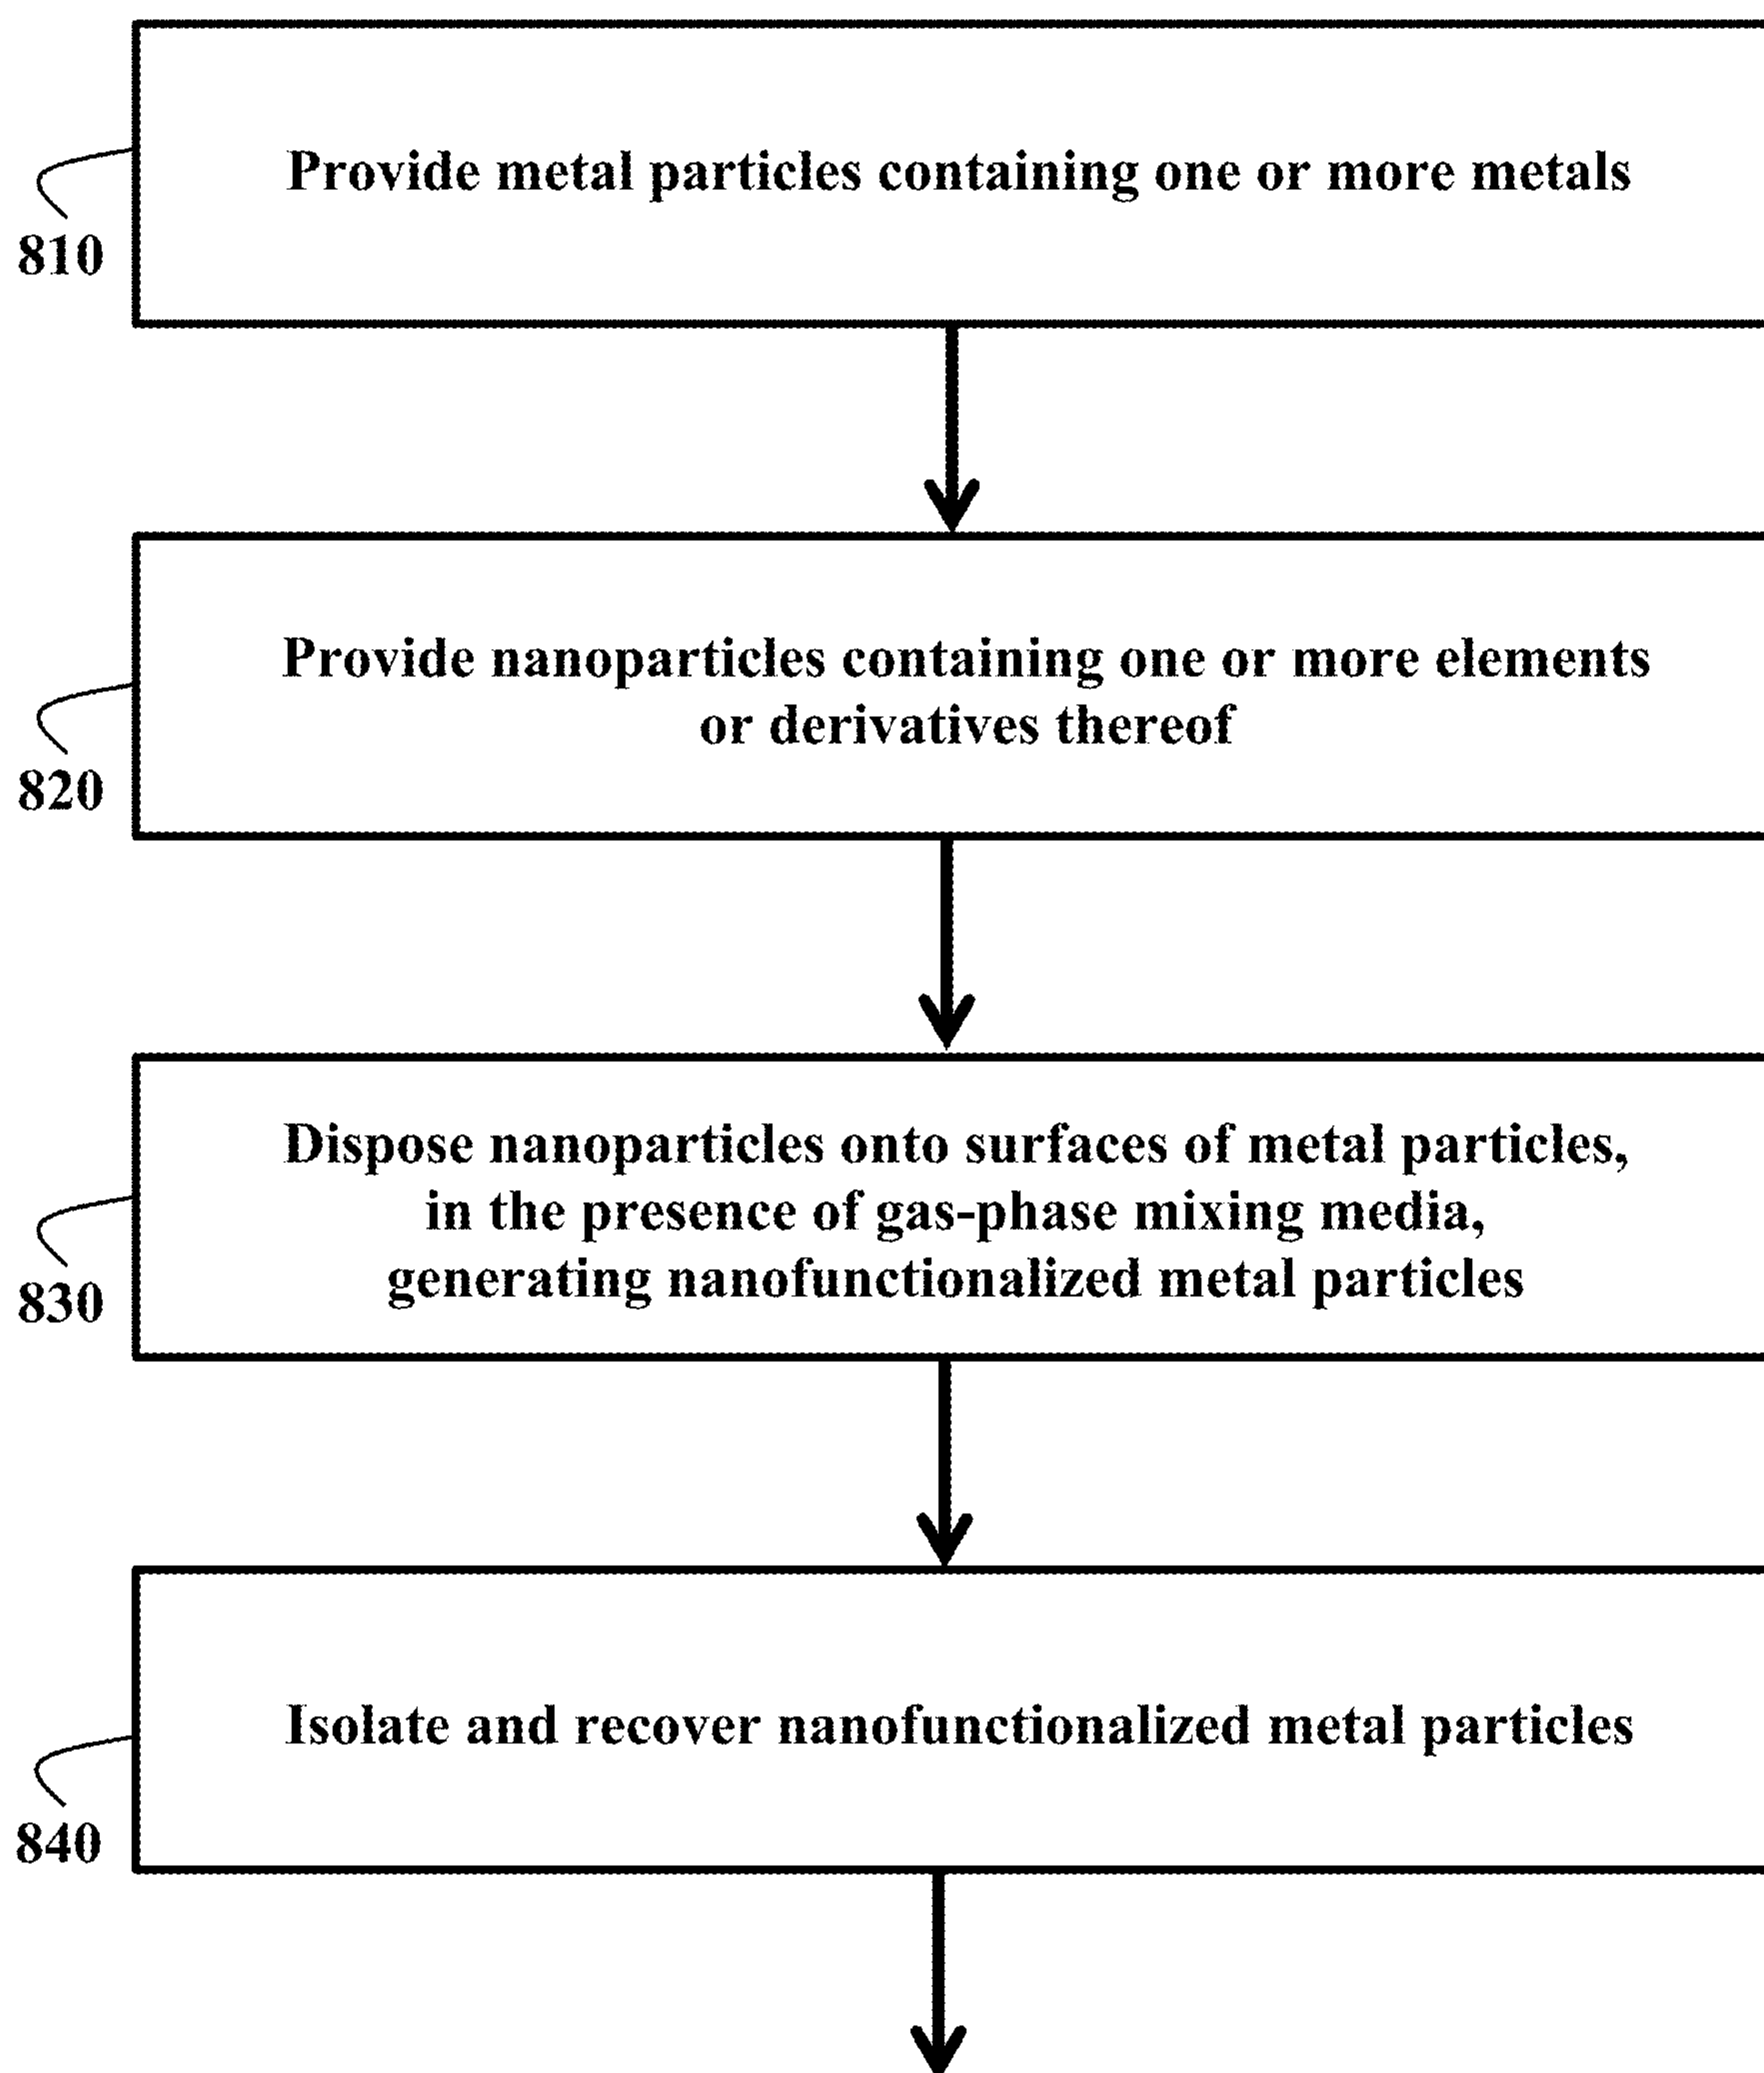 Provide metal particles containing one or more metals
810
Provide nanoparticles containing one or more elements
or derivatives thereof
820
Dispose nanoparticles onto surfaces of metal particles,
in the presence of gas-phase mixing media,
generating nanofunctionalized metal particles
830
Isolate and recover nanofunctionalized metal particles
840